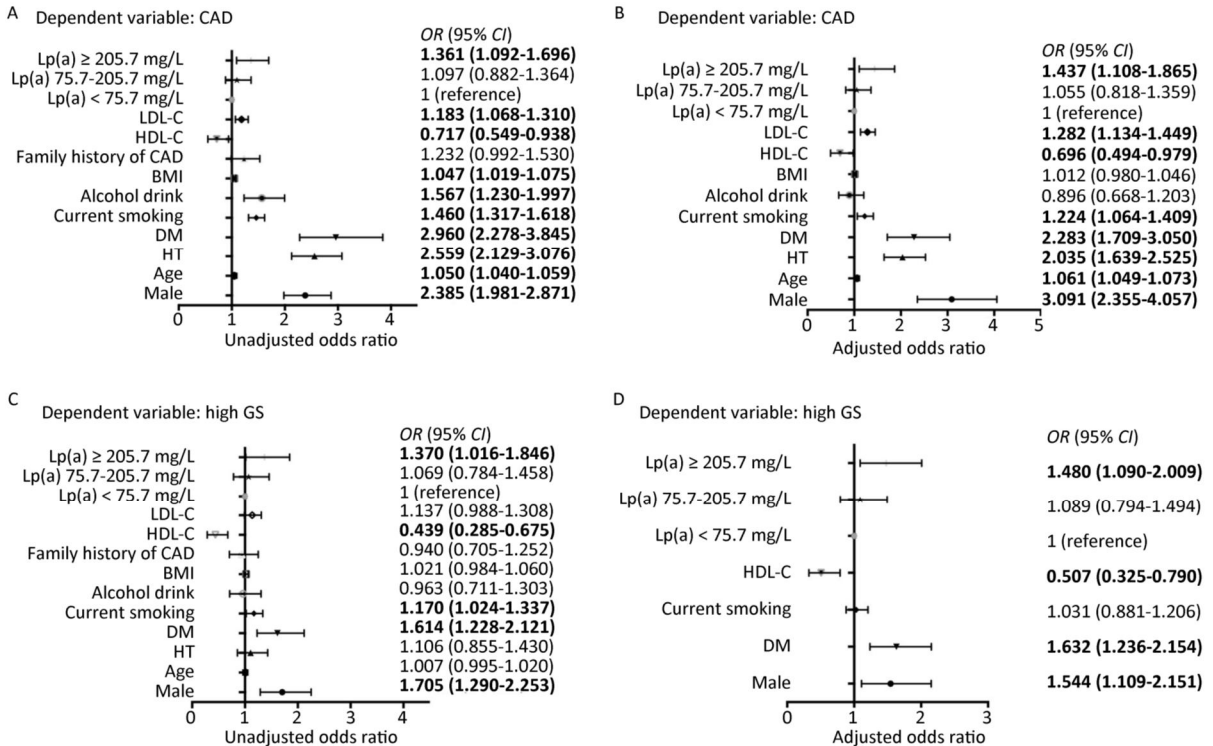 A
Dependent variable: CAD
OR (95% CI)
Lp(a) ≥ 205.7 mg/L 1.361 (1.092-1.696)
Lp(a) 75.7-205.7 mg/L 1.097 (0.882-1.364)
Lp(a) < 75.7 mg/L 1 (reference)
LDL-C 1.183 (1.068-1.310)
HDL-C 0.717 (0.549-0.938)
Family history of CAD 1.232 (0.992-1.530)
BMI 1.047 (1.019-1.075)
Alcohol drink 1.567 (1.230-1.997)
Current smoking 1.460 (1.317-1.618)
DM 2.960 (2.278-3.845)
HT 2.559 (2.129-3.076)
Age 1.050 (1.040-1.059)
Male 2.385 (1.981-2.871)
0 1 2 3 4
Unadjusted odds ratio
B
Dependent variable: CAD
OR (95% CI)
Lp(a) ≥ 205.7 mg/L 1.437 (1.108-1.865)
Lp(a) 75.7-205.7 mg/L 1.055 (0.818-1.359)
Lp(a) < 75.7 mg/L 1 (reference)
LDL-C 1.282 (1.134-1.449)
HDL-C 0.696 (0.494-0.979)
BMI 1.012 (0.980-1.046)
Alcohol drink 0.896 (0.668-1.203)
Current smoking 1.224 (1.064-1.409)
DM 2.283 (1.709-3.050)
HT 2.035 (1.639-2.525)
Age 1.061 (1.049-1.073)
Male 3.091 (2.355-4.057)
0 1 2 3 4 5
Adjusted odds ratio
C
Dependent variable: high GS
OR (95% CI)
Lp(a) ≥ 205.7 mg/L 1.370 (1.016-1.846)
Lp(a) 75.7-205.7 mg/L 1.069 (0.784-1.458)
Lp(a) < 75.7 mg/L 1 (reference)
LDL-C 1.137 (0.988-1.308)
HDL-C 0.439 (0.285-0.675)
Family history of CAD 0.940 (0.705-1.252)
BMI 1.021 (0.984-1.060)
Alcohol drink 0.963 (0.711-1.303)
Current smoking 1.170 (1.024-1.337)
DM 1.614 (1.228-2.121)
HT 1.106 (0.855-1.430)
Age 1.007 (0.995-1.020)
Male 1.705 (1.290-2.253)
0 1 2 3 4
Unadjusted odds ratio
D
Dependent variable: high GS
OR (95% CI)
Lp(a) ≥ 205.7 mg/L 1.480 (1.090-2.009)
Lp(a) 75.7-205.7 mg/L 1.089 (0.794-1.494)
Lp(a) < 75.7 mg/L 1 (reference)
HDL-C 0.507 (0.325-0.790)
Current smoking 1.031 (0.881-1.206)
DM 1.632 (1.236-2.154)
Male 1.544 (1.109-2.151)
0 1 2 3
Adjusted odds ratio